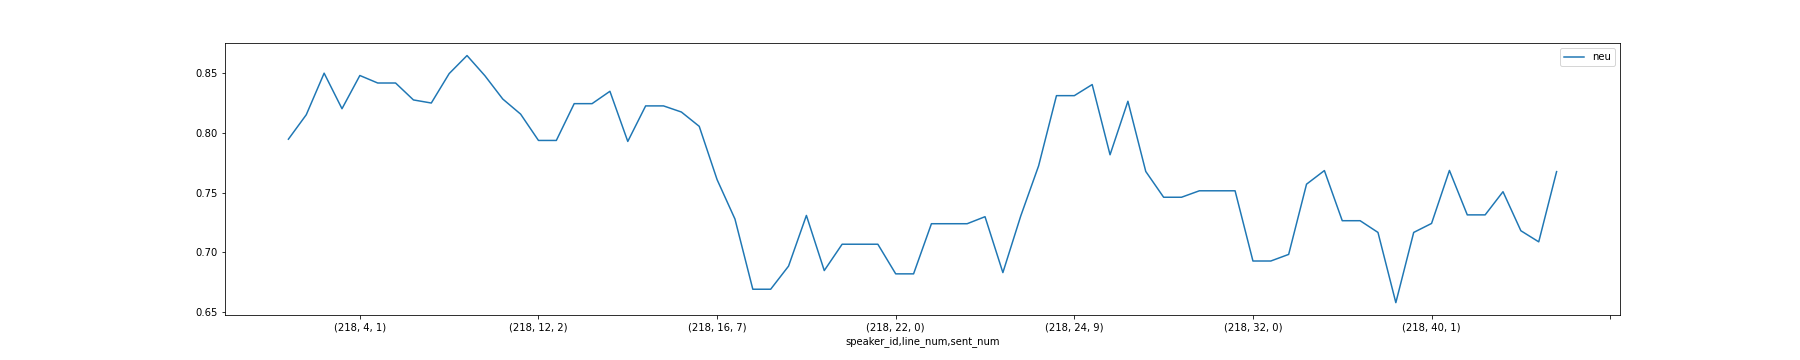 neu
0.85
0.80
0.75
0.70
0.65
(218, 4, 1) (218, 12, 2) (218, 16, 7) (218, 22, 0) (218, 24, 9) (218, 32, 0) (218, 40, 1)
speaker_id,line_num,sent_num